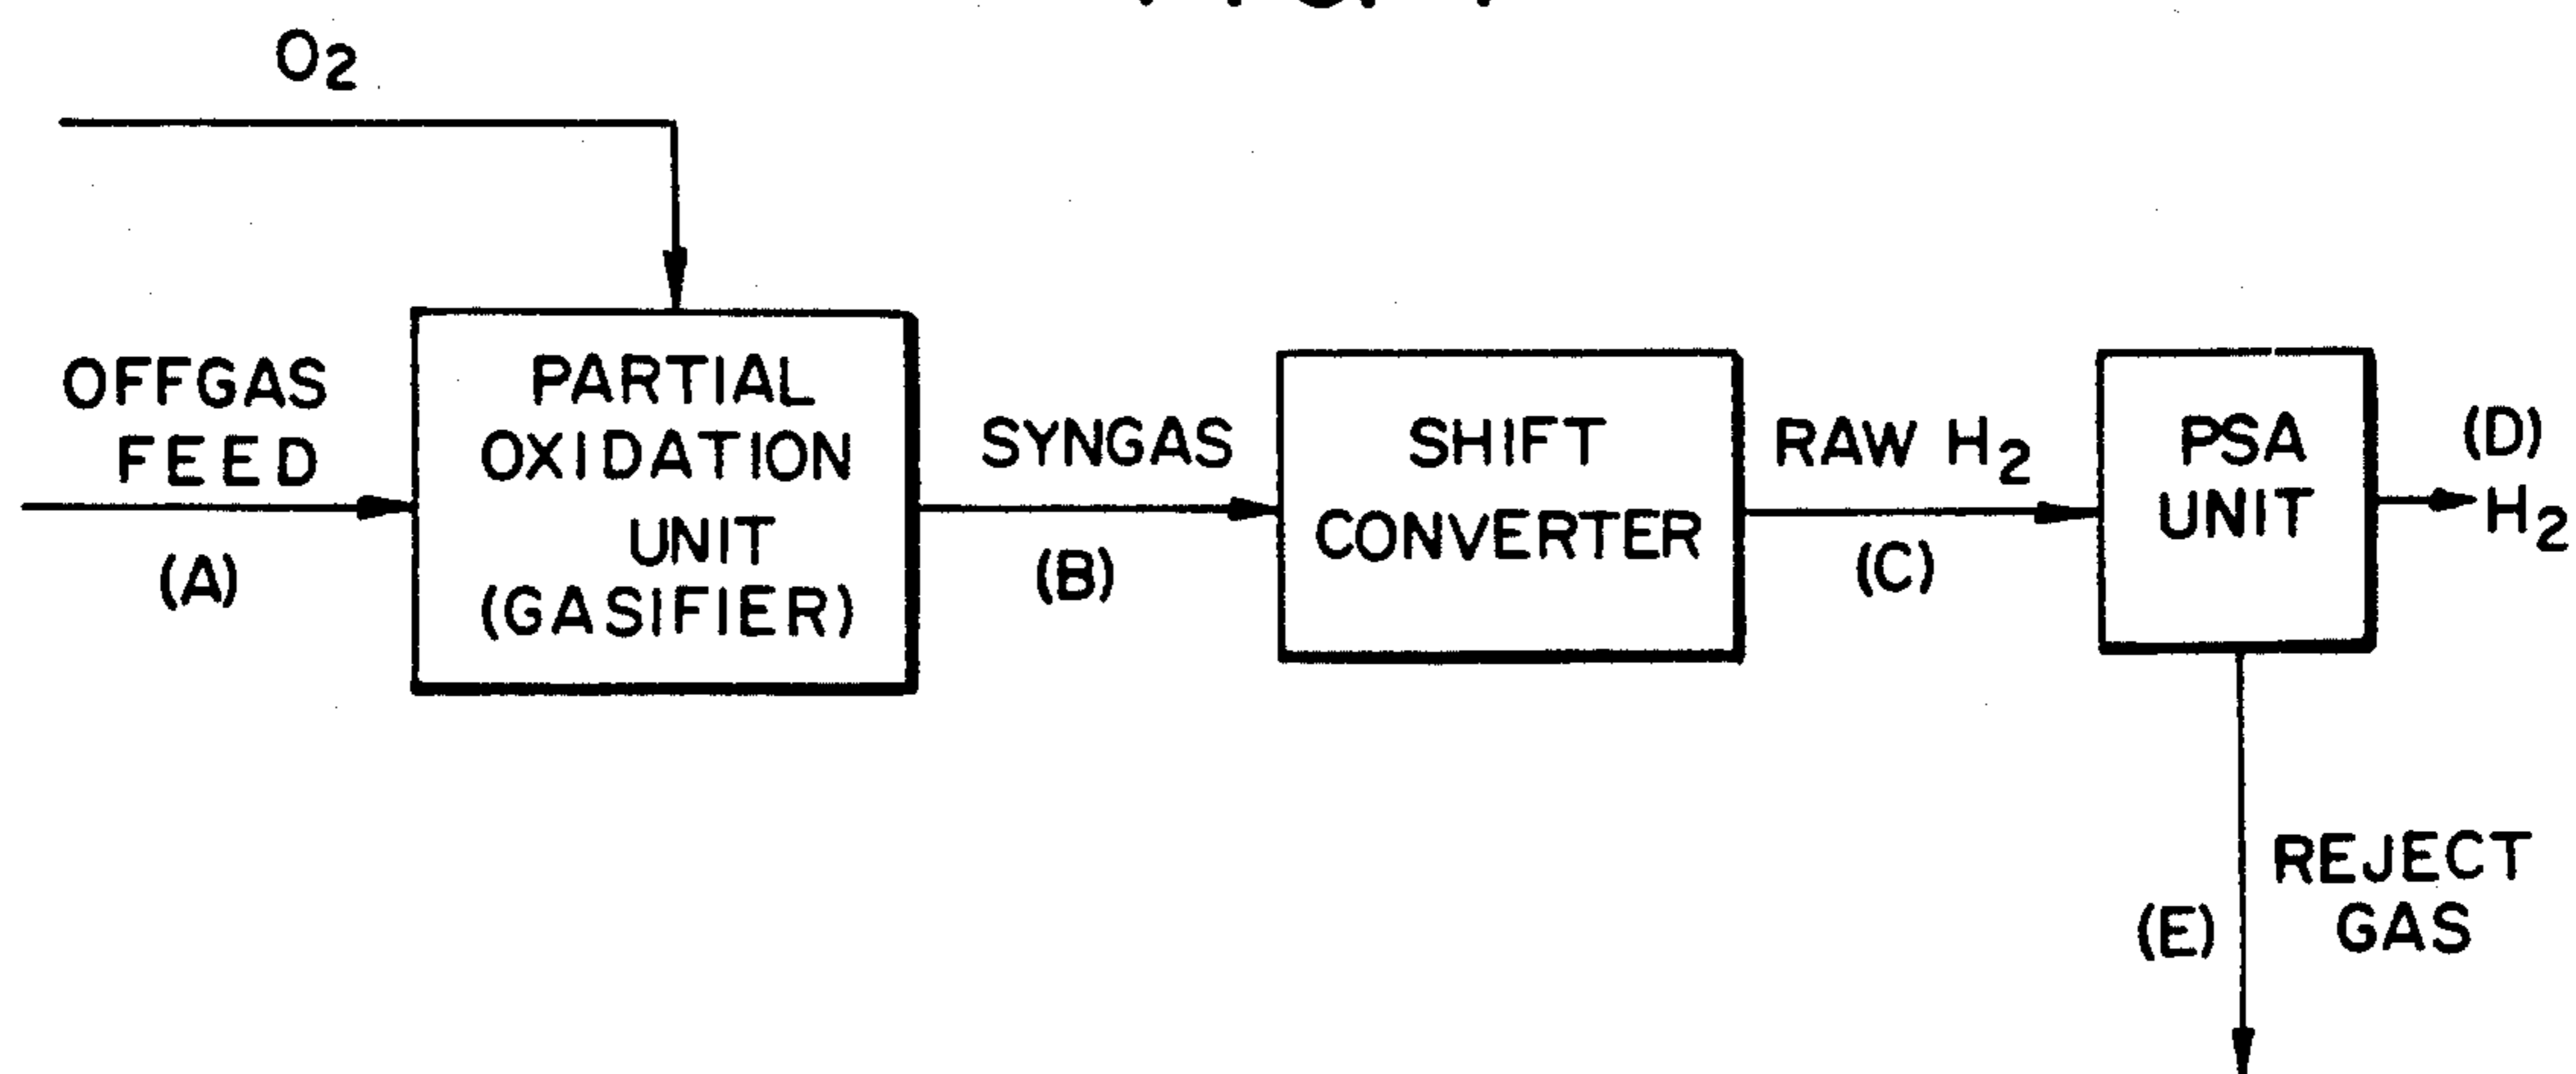 O2
OFFGAS
FEED
(A)
PARTIAL
OXIDATION
UNIT
(GASIFIER)
SYNGAS
(B)
SHIFT
CONVERTER
RAW H2
(C)
PSA
UNIT
(D)
H2
REJECT
GAS
(E)